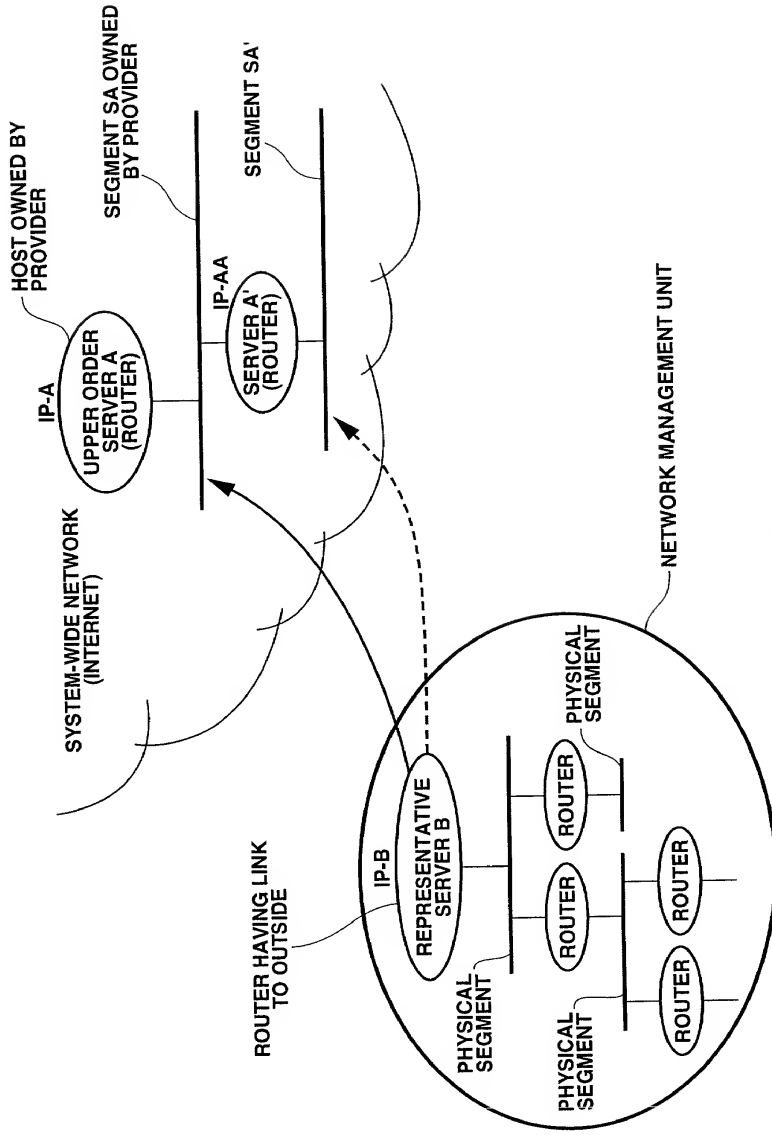 HOST OWNED BY
PROVIDER
IP-A
UPPER ORDER
SERVER A
(ROUTER)
SEGMENT SA OWNED
BY PROVIDER
IP-AA
SERVER A'
(ROUTER)
SEGMENT SA'
SYSTEM-WIDE NETWORK
(INTERNET)
ROUTER HAVING LINK
TO OUTSIDE
IP-B
REPRESENTATIVE
SERVER B
PHYSICAL
SEGMENT
ROUTER
ROUTER
PHYSICAL
SEGMENT
PHYSICAL
SEGMENT
ROUTER
ROUTER
NETWORK MANAGEMENT UNIT